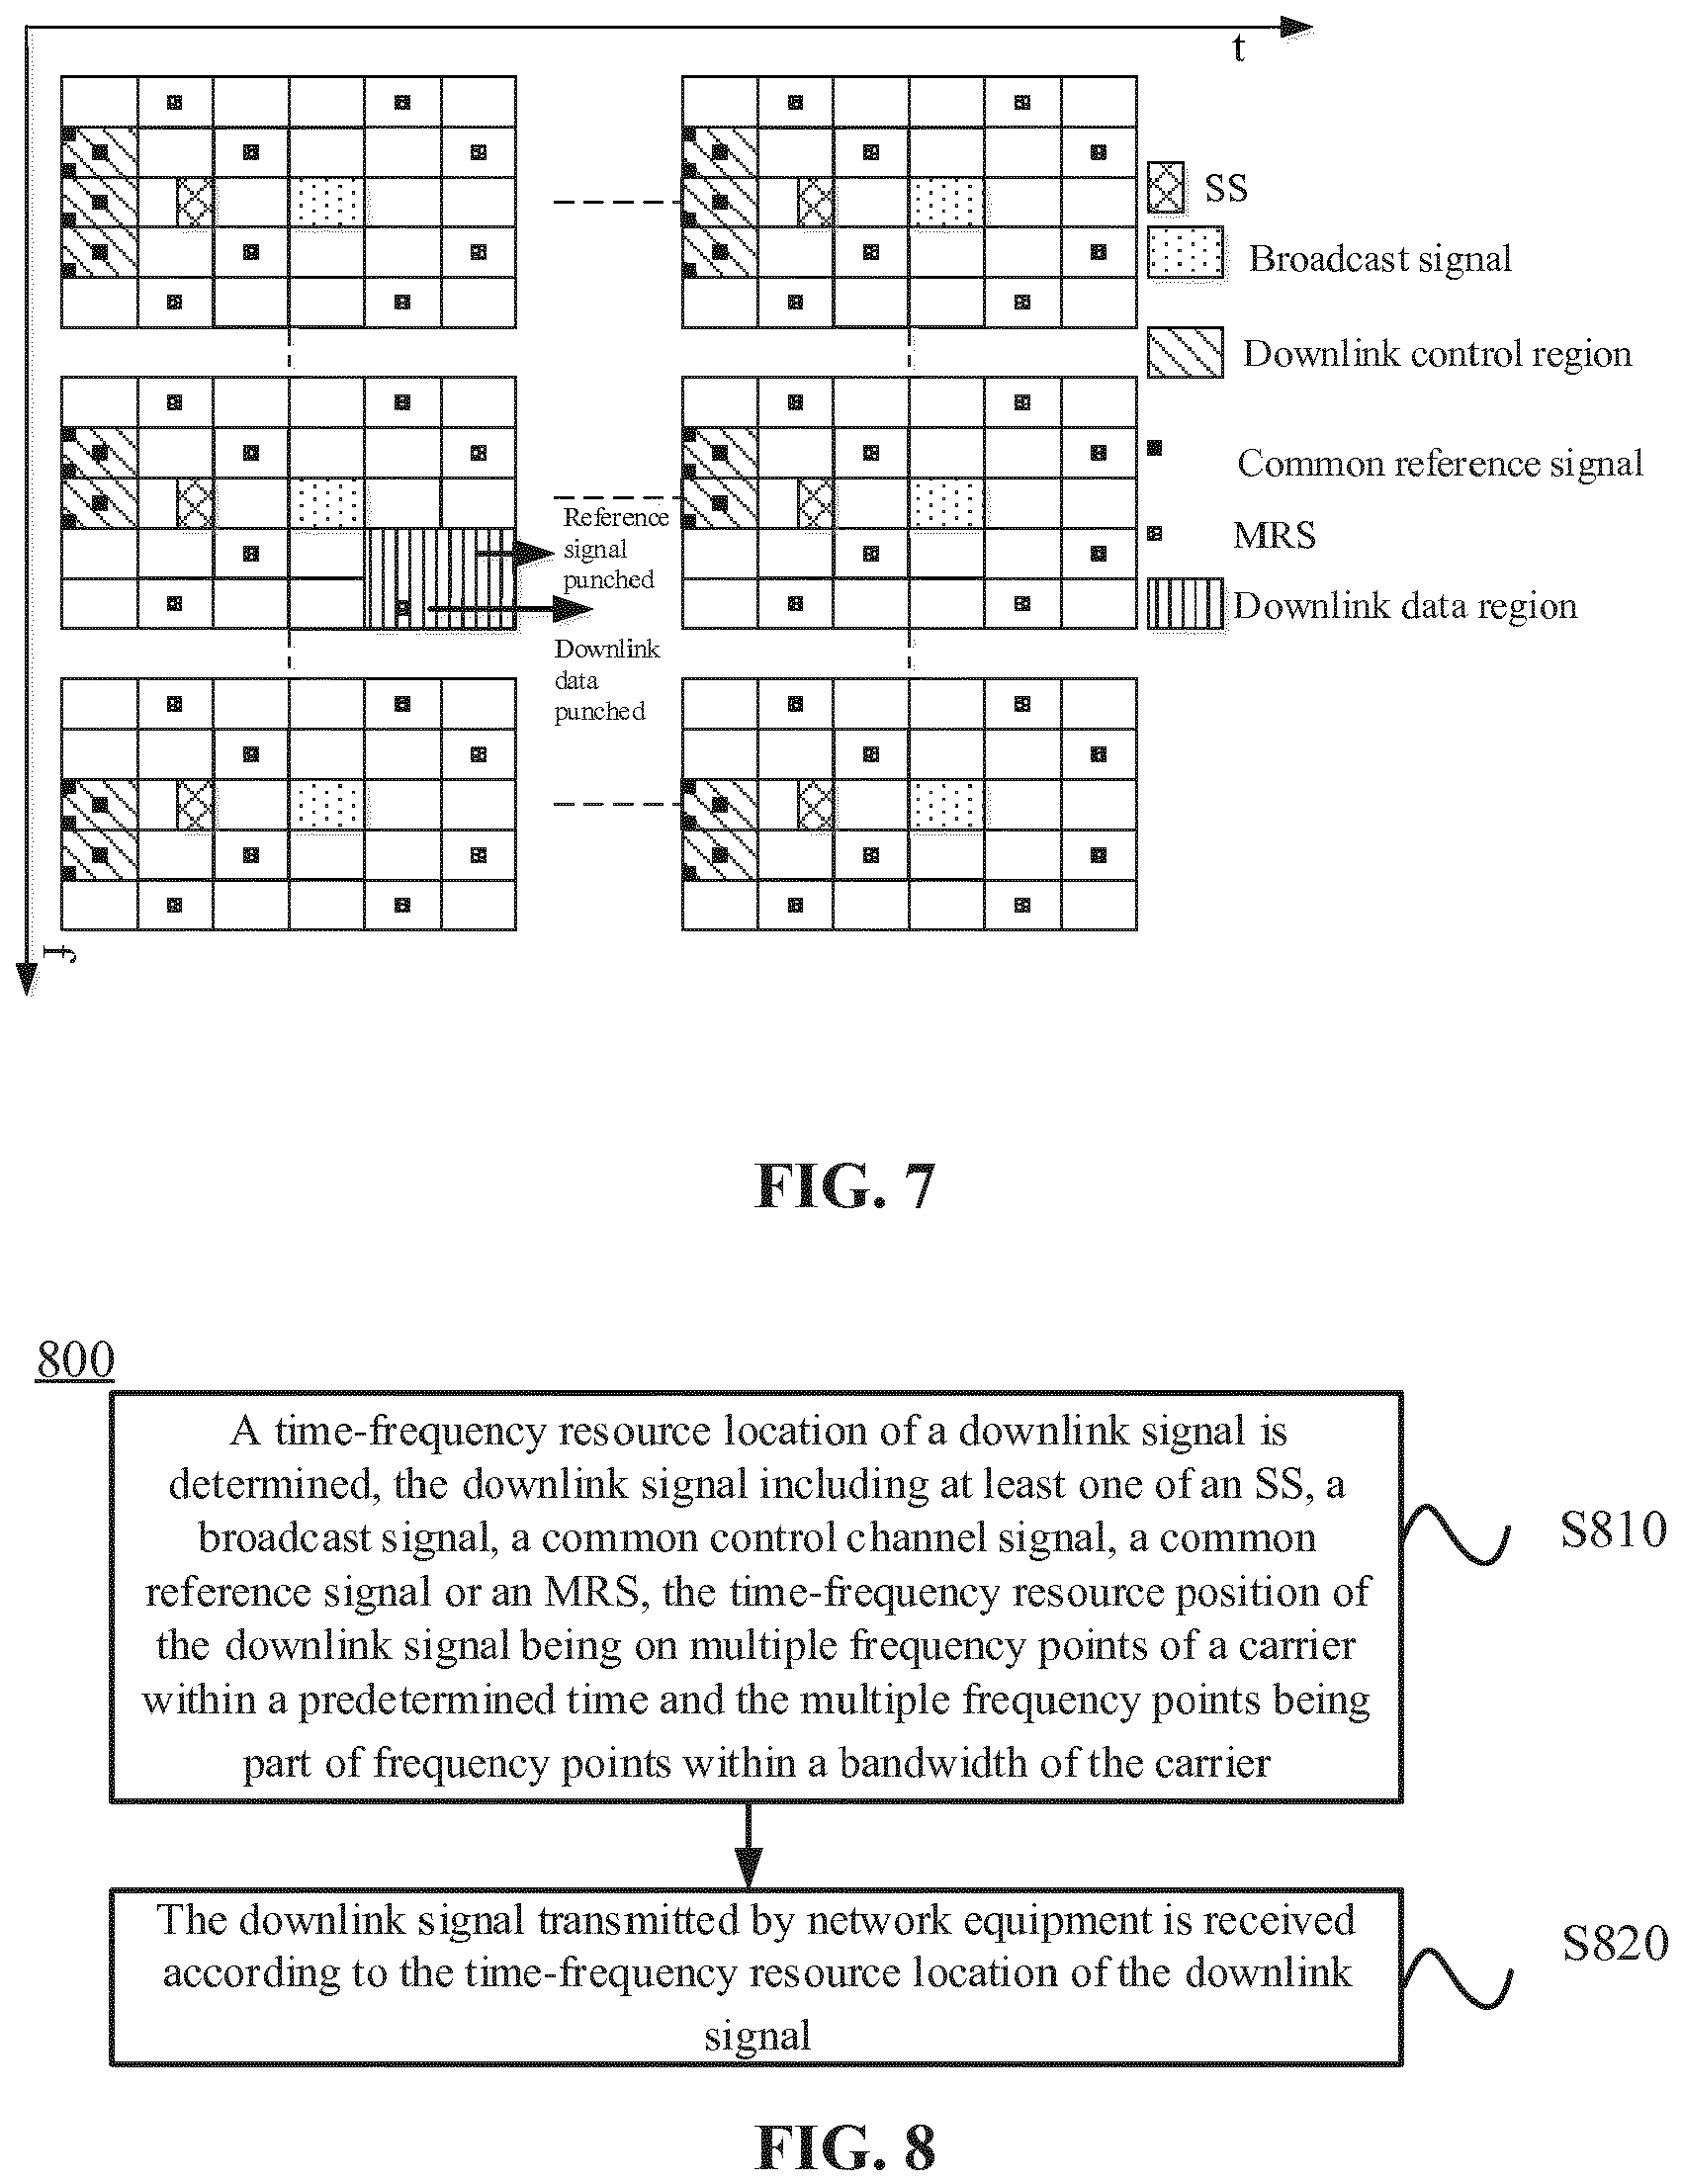 t
SS
Broadcast signal
Downlink control region
Common reference signal
Reference
signal
punched
MRS
Downlink data region
Downlink
data
punched
f
FIG. 7
800
A time-frequency resource location of a downlink signal is
determined, the downlink signal including at least one of an SS, a
broadcast signal, a common control channel signal, a common
reference signal or an MRS, the time-frequency resource position of
the downlink signal being on multiple frequency points of a carrier
within a predetermined time and the multiple frequency points being
part of frequency points within a bandwidth of the carrier
S810
The downlink signal transmitted by network equipment is received
according to the time-frequency resource location of the downlink
signal
S820
FIG. 8